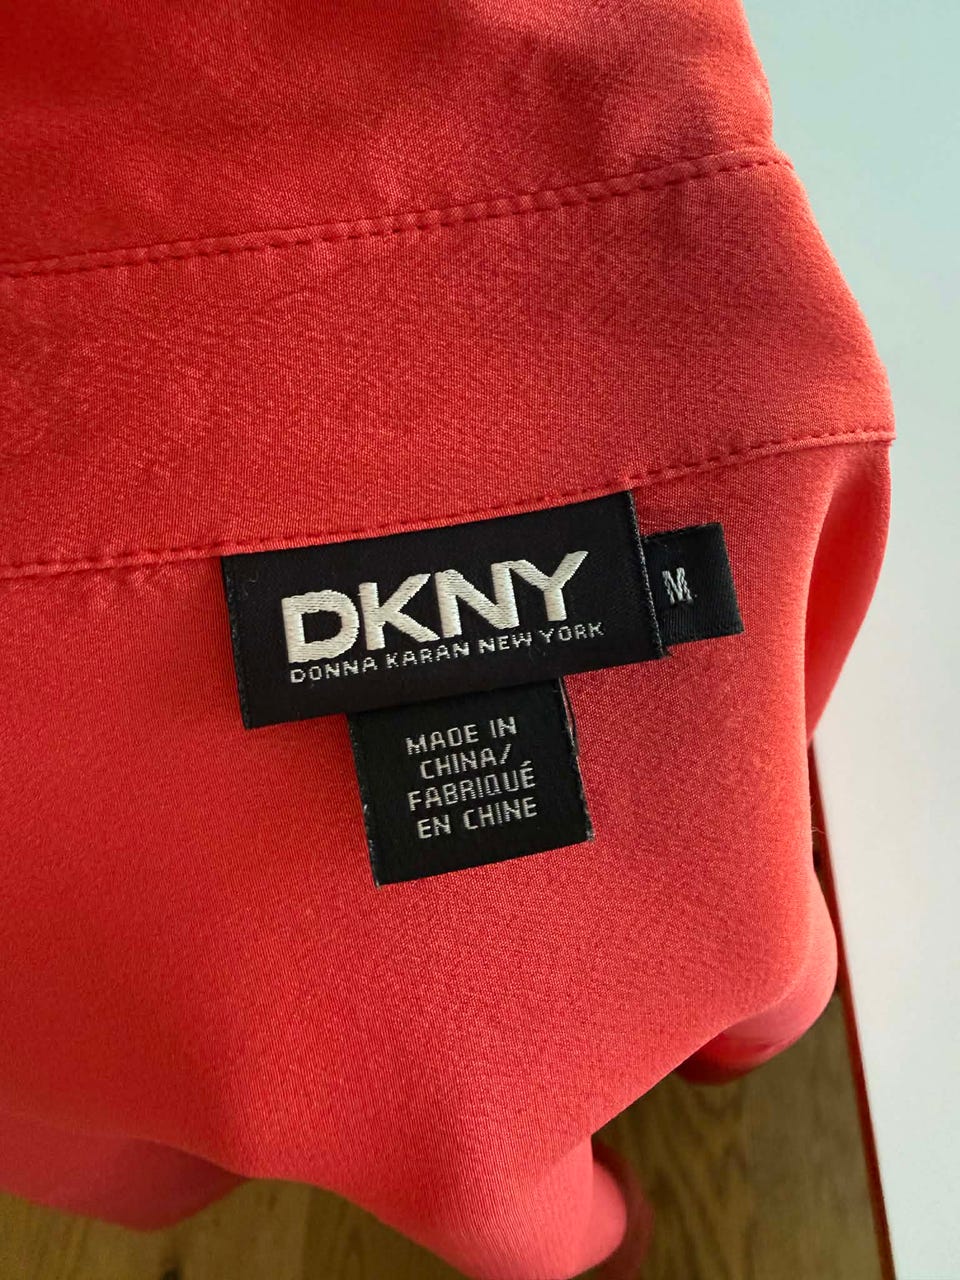 DKNY
DONNA KARAN NEW YORK
M
MADE IN
CHINA/
FABRIQUÉ
EN CHINE